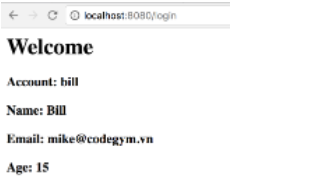 localhost:8080/login
Welcome
Account: bill
Name: Bill
Email: mike@codegym.vn
Age: 15